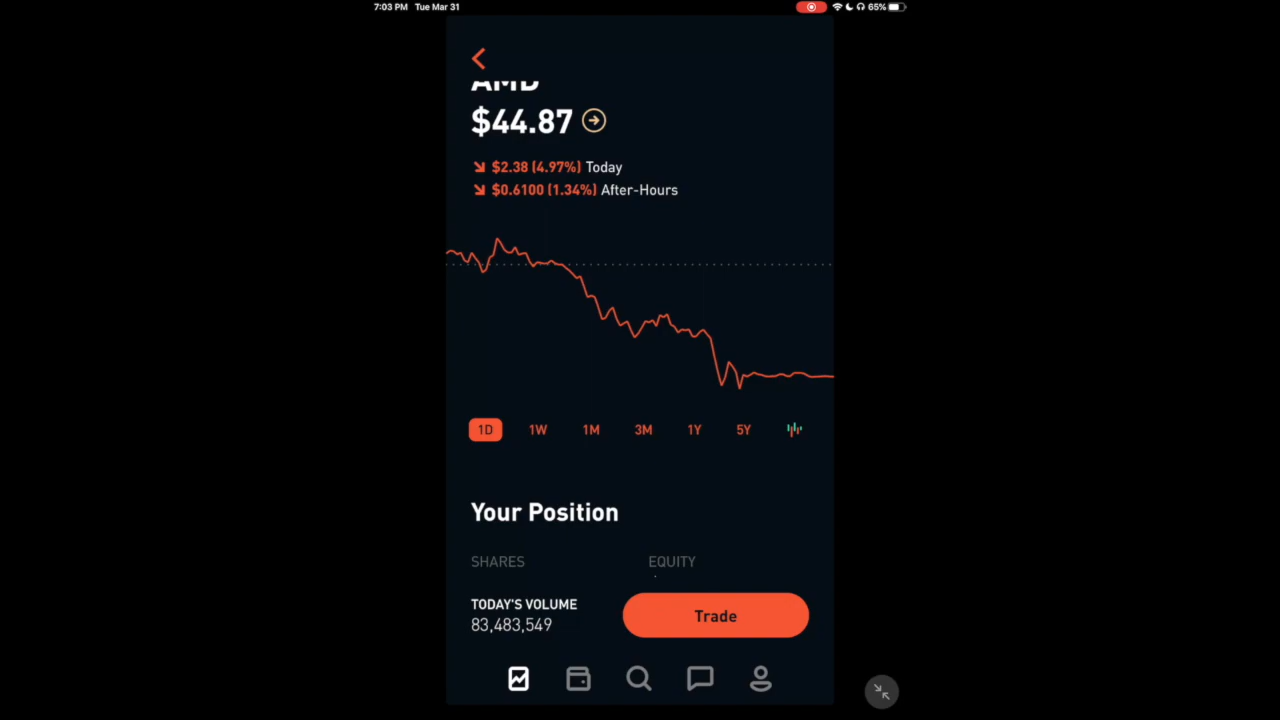 7:03 PM Tue Mar 31 65%
AMD
$44.87
$2.38 (4.97%) Today
$0.6100 (1.34%) After-Hours
1D 1W 1M 3M 1Y 5Y
Your Position
SHARES EQUITY
TODAY'S VOLUME
83,483,549
Trade